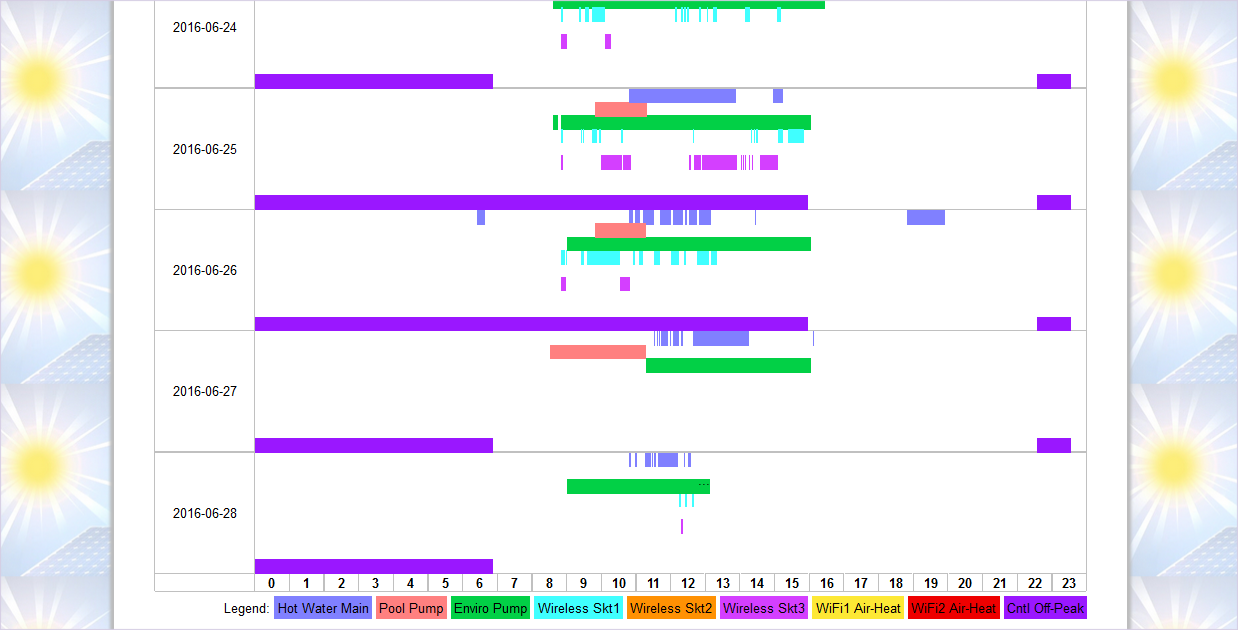 2016-06-24
2016-06-25
2016-06-26
2016-06-27
2016-06-28
0 1 2 3 4 5 6 7 8 9 10 11 12 13 14 15 16 17 18 19 20 21 22 23
Legend: Hot Water Main Pool Pump Enviro Pump Wireless Skt1 Wireless Skt2 Wireless Skt3 WiFi1 Air-Heat WiFi2 Air-Heat Cntl Off-Peak